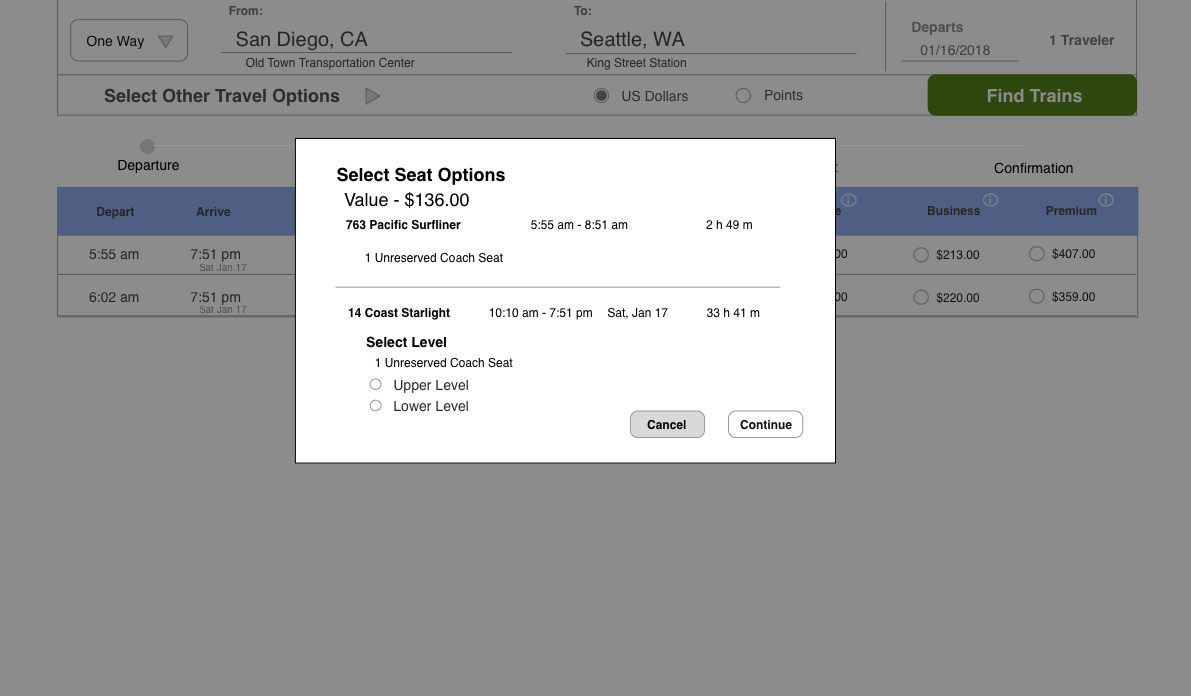 From: To:
One Way San Diego, CA Seattle, WA Departs 1 Traveler
01/16/2018
Old Town Transportation Center King Street Station
Select Other Travel Options US Dollars Points Find Trains
Departure Confirmation
Depart Arrive Business Premium
5:55 am 7:51 pm $213.00 $407.00
Sat Jan 17
6:02 am 7:51 pm $220.00 $359.00
Sat Jan 17
Select Seat Options
Value - $136.00
763 Pacific Surfliner 5:55 am - 8:51 am 2 h 49 m
1 Unreserved Coach Seat
14 Coast Starlight 10:10 am - 7:51 pm Sat, Jan 17 33 h 41 m
Select Level
1 Unreserved Coach Seat
Upper Level
Lower Level
Cancel Continue